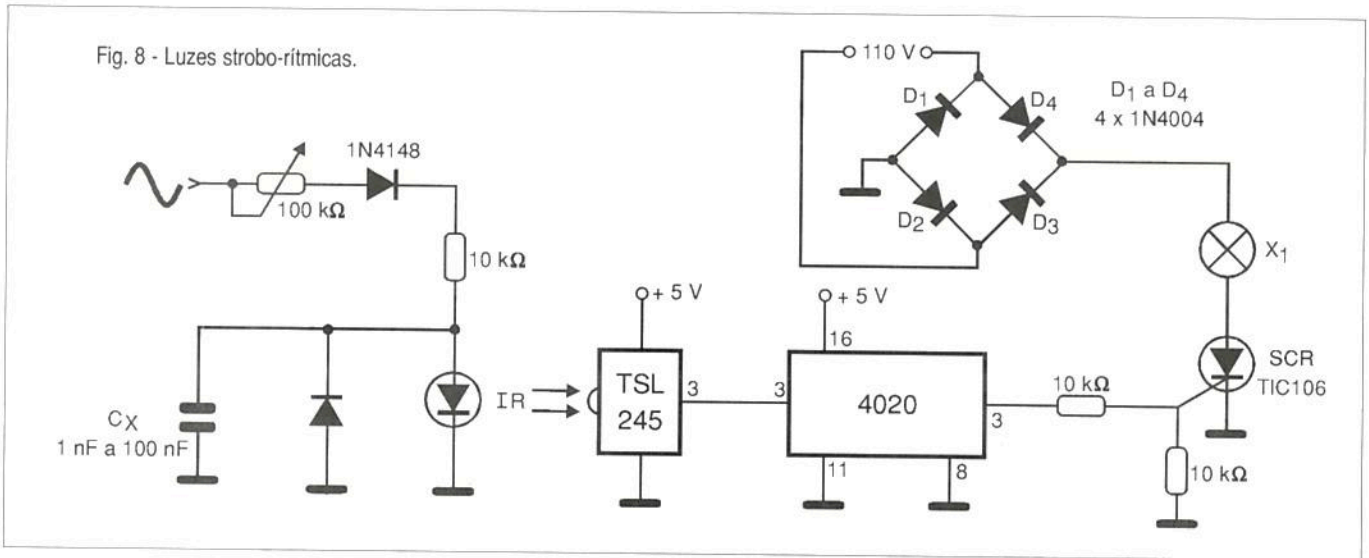 Fig. 8 - Luzes strobo-rítmicas.
110 V
D1
D4
D1 a D4
4 x 1N4004
D2
D3
1N4148
100 kΩ
10 kΩ
X1
+ 5 V
+ 5 V
16
SCR
TIC106
CX
1 nF a 100 nF
IR
TSL
245
3
3
4020
3
10 kΩ
11
8
10 kΩ